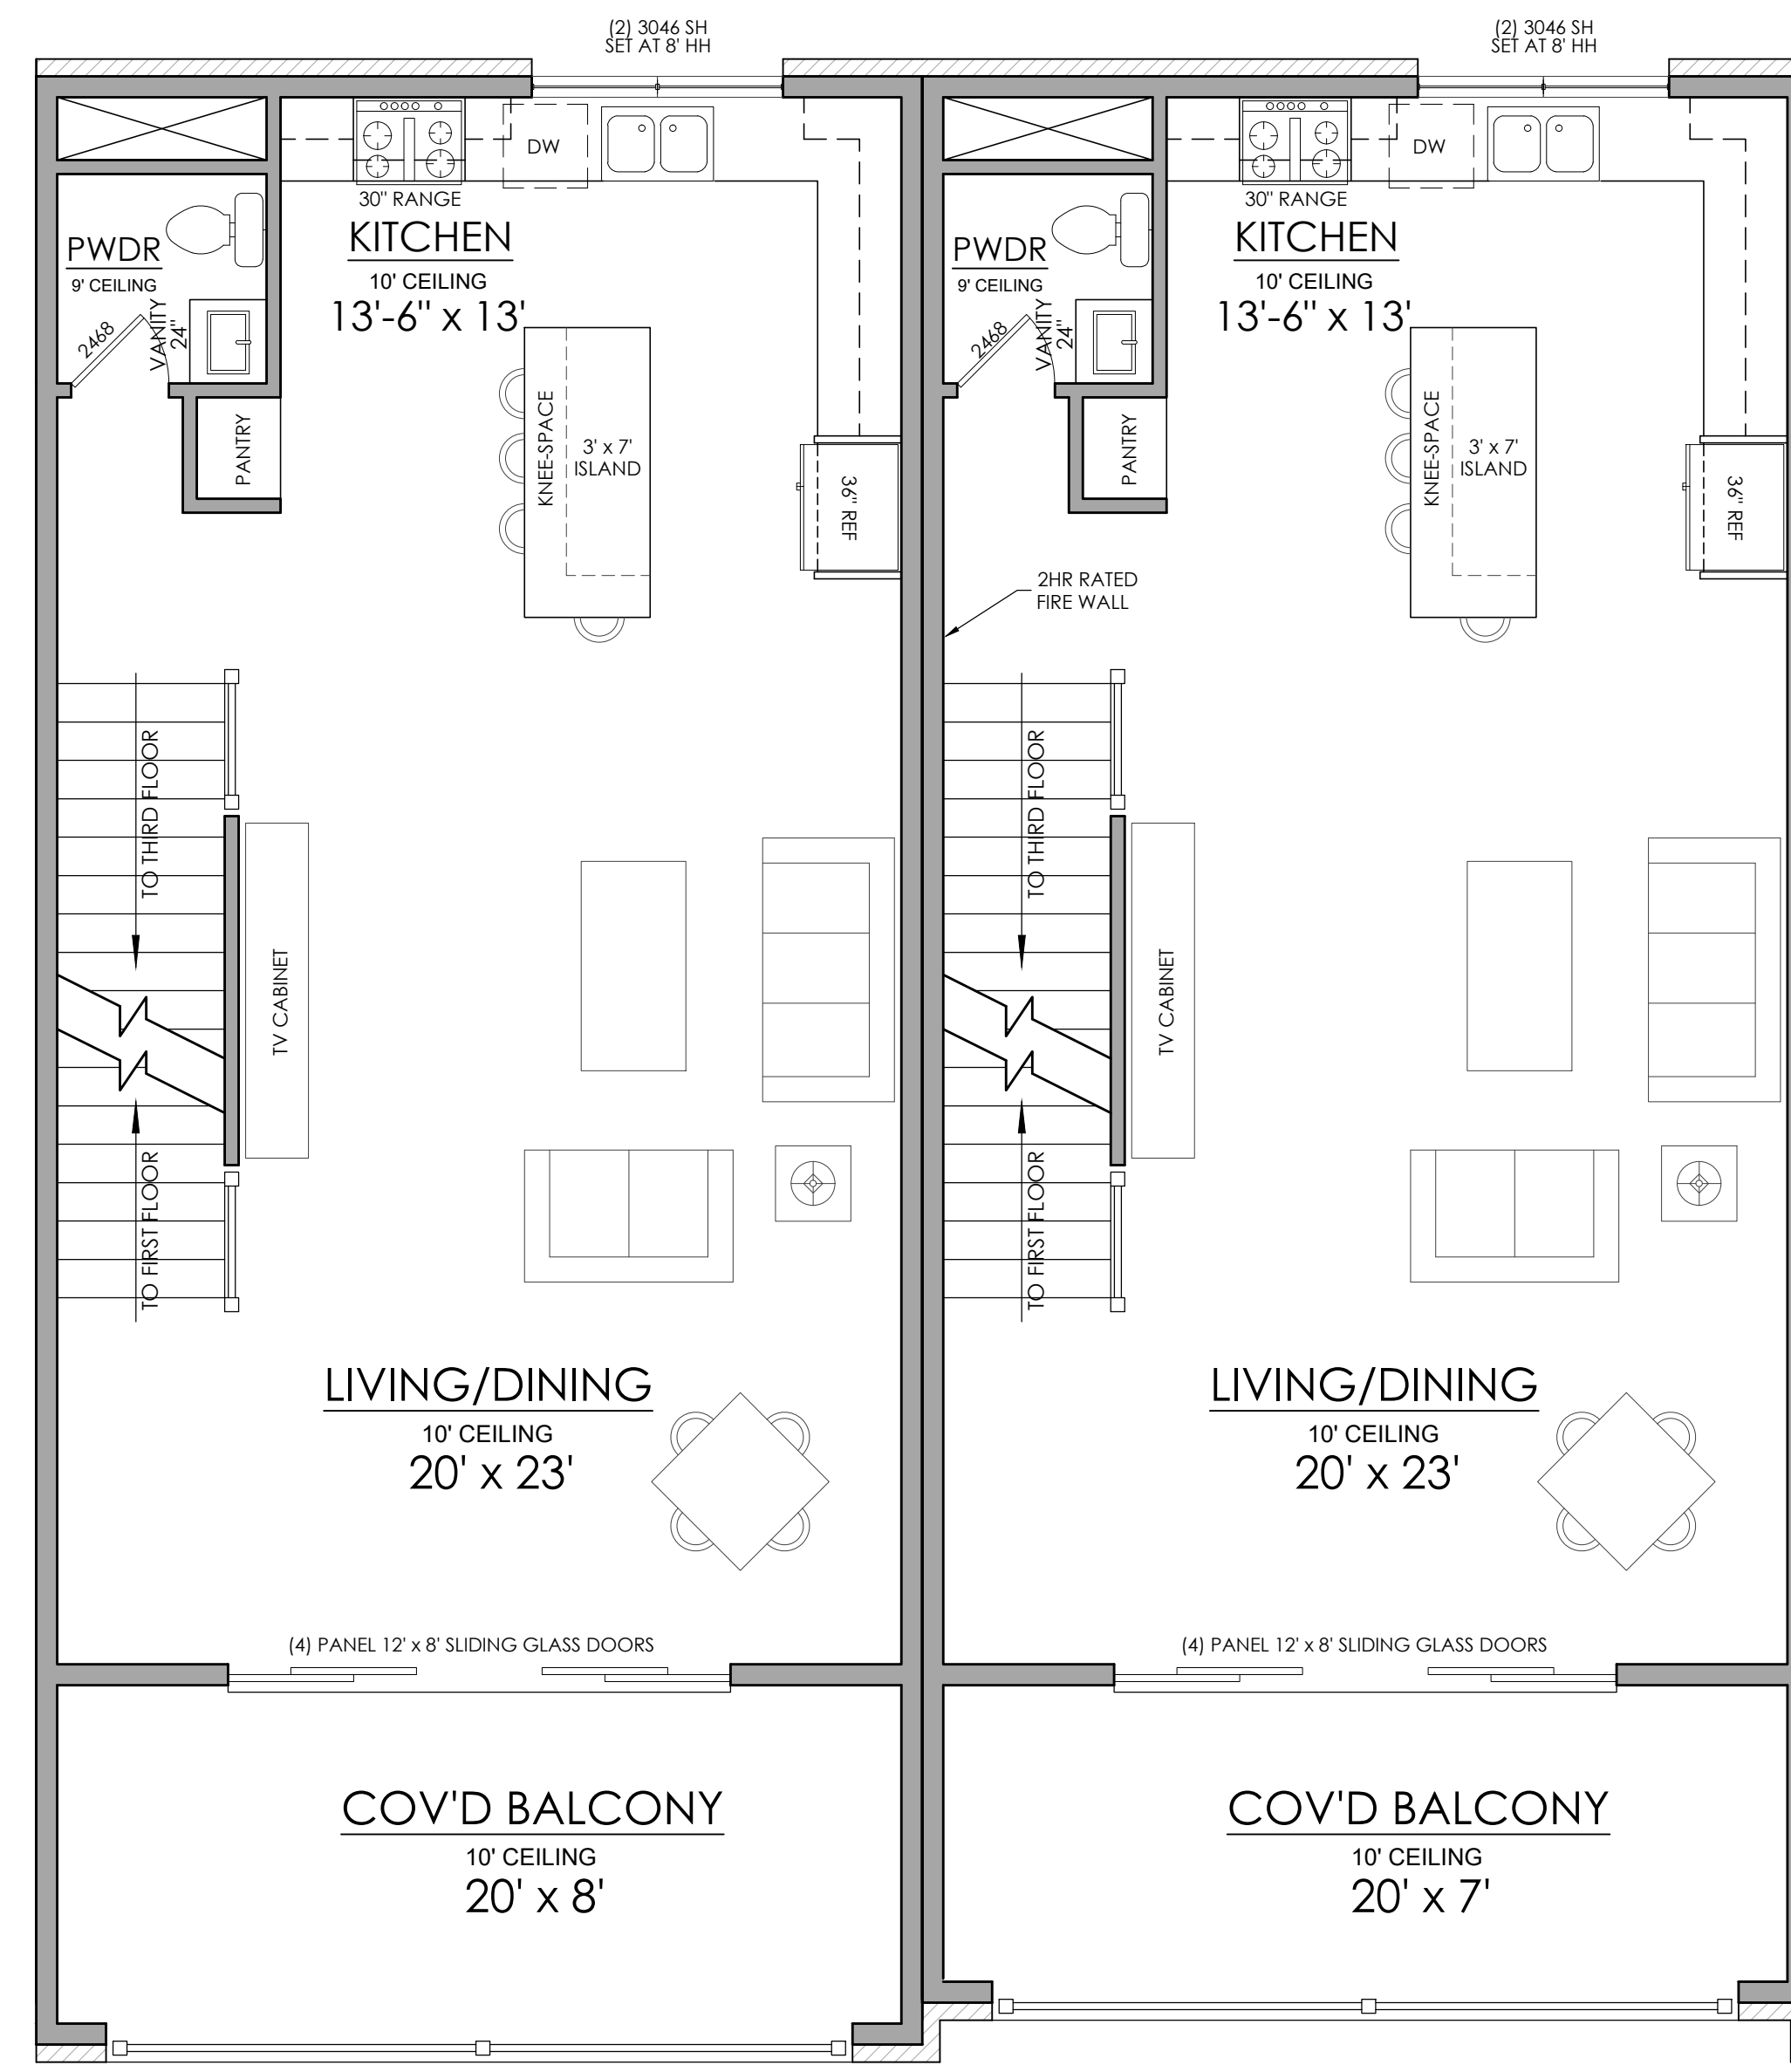 (2) 3046 SH
SET AT 8' HH
(2) 3046 SH
SET AT 8' HH
DW
30" RANGE
KITCHEN
10' CEILING
13'-6" x 13'
PWDR
9' CEILING
2468
VANITY
24"
PANTRY
KNEE-SPACE
3' x 7'
ISLAND
36" REF
DW
30" RANGE
KITCHEN
10' CEILING
13'-6" x 13'
PWDR
9' CEILING
2468
VANITY
24"
PANTRY
KNEE-SPACE
3' x 7'
ISLAND
36" REF
2HR RATED
FIRE WALL
TO THIRD FLOOR
TV CABINET
TO FIRST FLOOR
TO THIRD FLOOR
TV CABINET
TO FIRST FLOOR
LIVING/DINING
10' CEILING
20' x 23'
LIVING/DINING
10' CEILING
20' x 23'
(4) PANEL 12' x 8' SLIDING GLASS DOORS
(4) PANEL 12' x 8' SLIDING GLASS DOORS
COV'D BALCONY
10' CEILING
20' x 8'
COV'D BALCONY
10' CEILING
20' x 7'